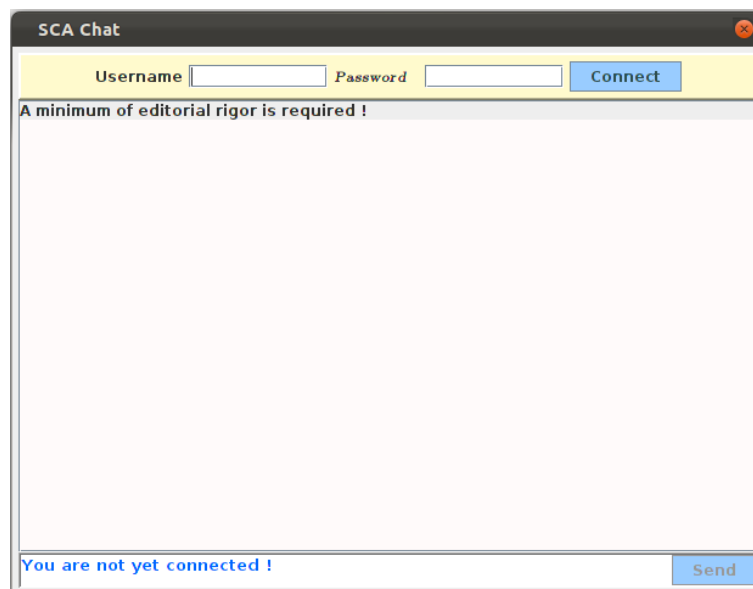 SCA Chat
Username Password Connect
A minimum of editorial rigor is required !
You are not yet connected !
Send